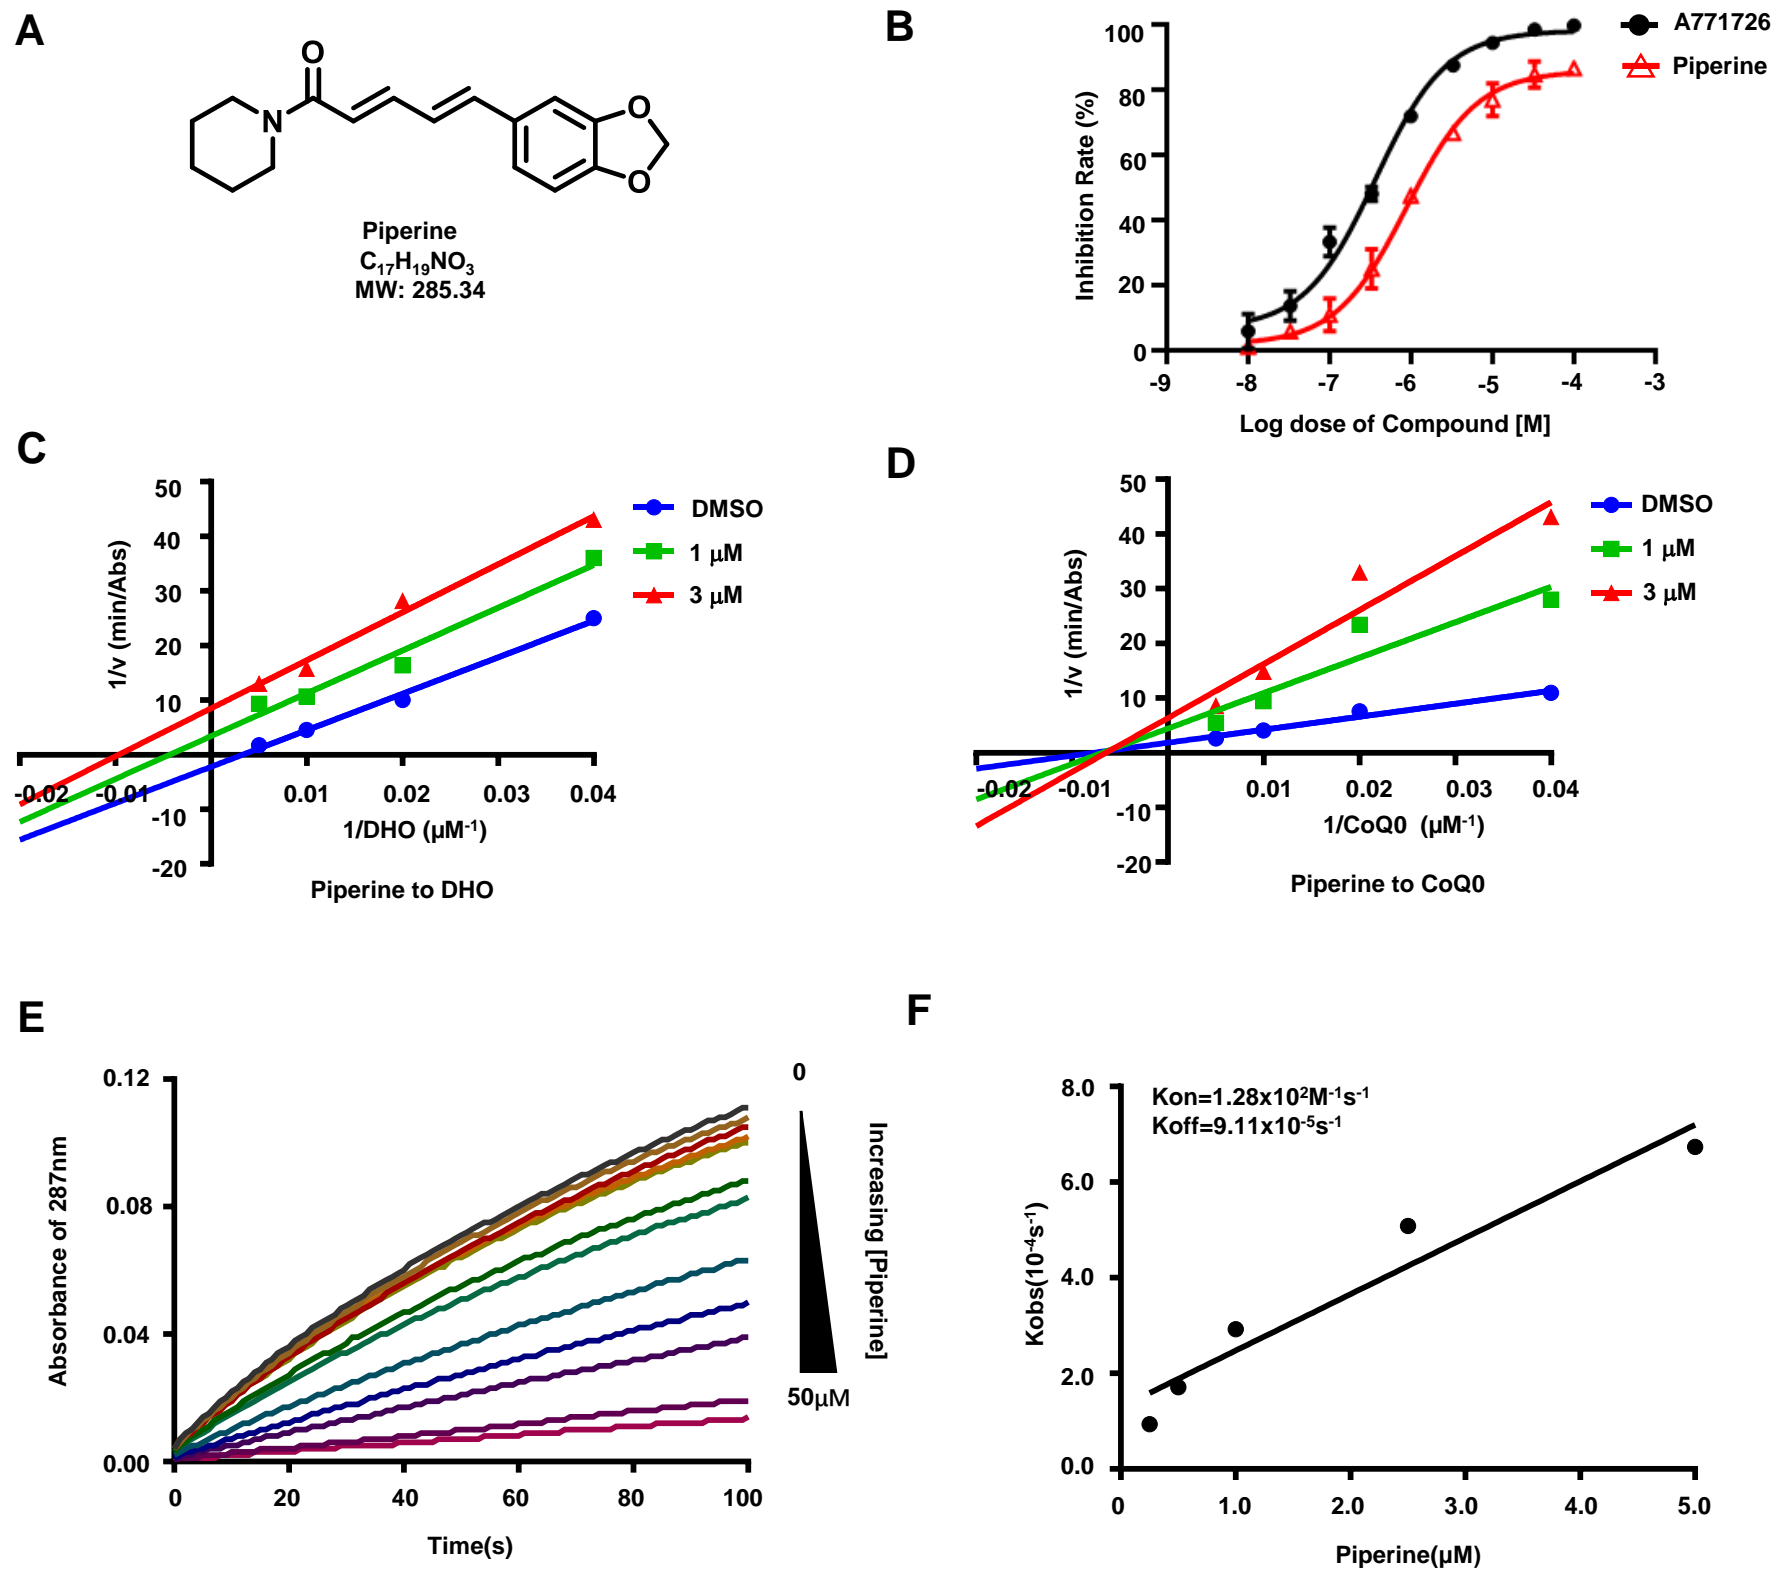 A
O
N
O
O
Piperine
C₁₇H₁₉NO₃
MW: 285.34
B
100
80
60
40
20
0
Inhibition Rate (%)
-9 -8 -7 -6 -5 -4 -3
Log dose of Compound [M]
A771726
Piperine
C
50
40
30
20
10
-10
-20
1/v (min/Abs)
-0.02 -0.01 0.01 0.02 0.03 0.04
1/DHO (µM⁻¹)
Piperine to DHO
DMSO
1 µM
3 µM
D
50
40
30
20
10
-10
-20
1/v (min/Abs)
-0.02 -0.01 0.01 0.02 0.03 0.04
1/CoQ0 (µM⁻¹)
Piperine to CoQ0
DMSO
1 µM
3 µM
E
0.12
0.08
0.04
0.00
Absorbance of 287nm
0 20 40 60 80 100
Time(s)
0
Increasing [Piperine]
50µM
F
8.0
6.0
4.0
2.0
0.0
Kobs(10⁻⁴s⁻¹)
Kon=1.28x10²M⁻¹s⁻¹
Koff=9.11x10⁻⁵s⁻¹
0 1.0 2.0 3.0 4.0 5.0
Piperine(µM)